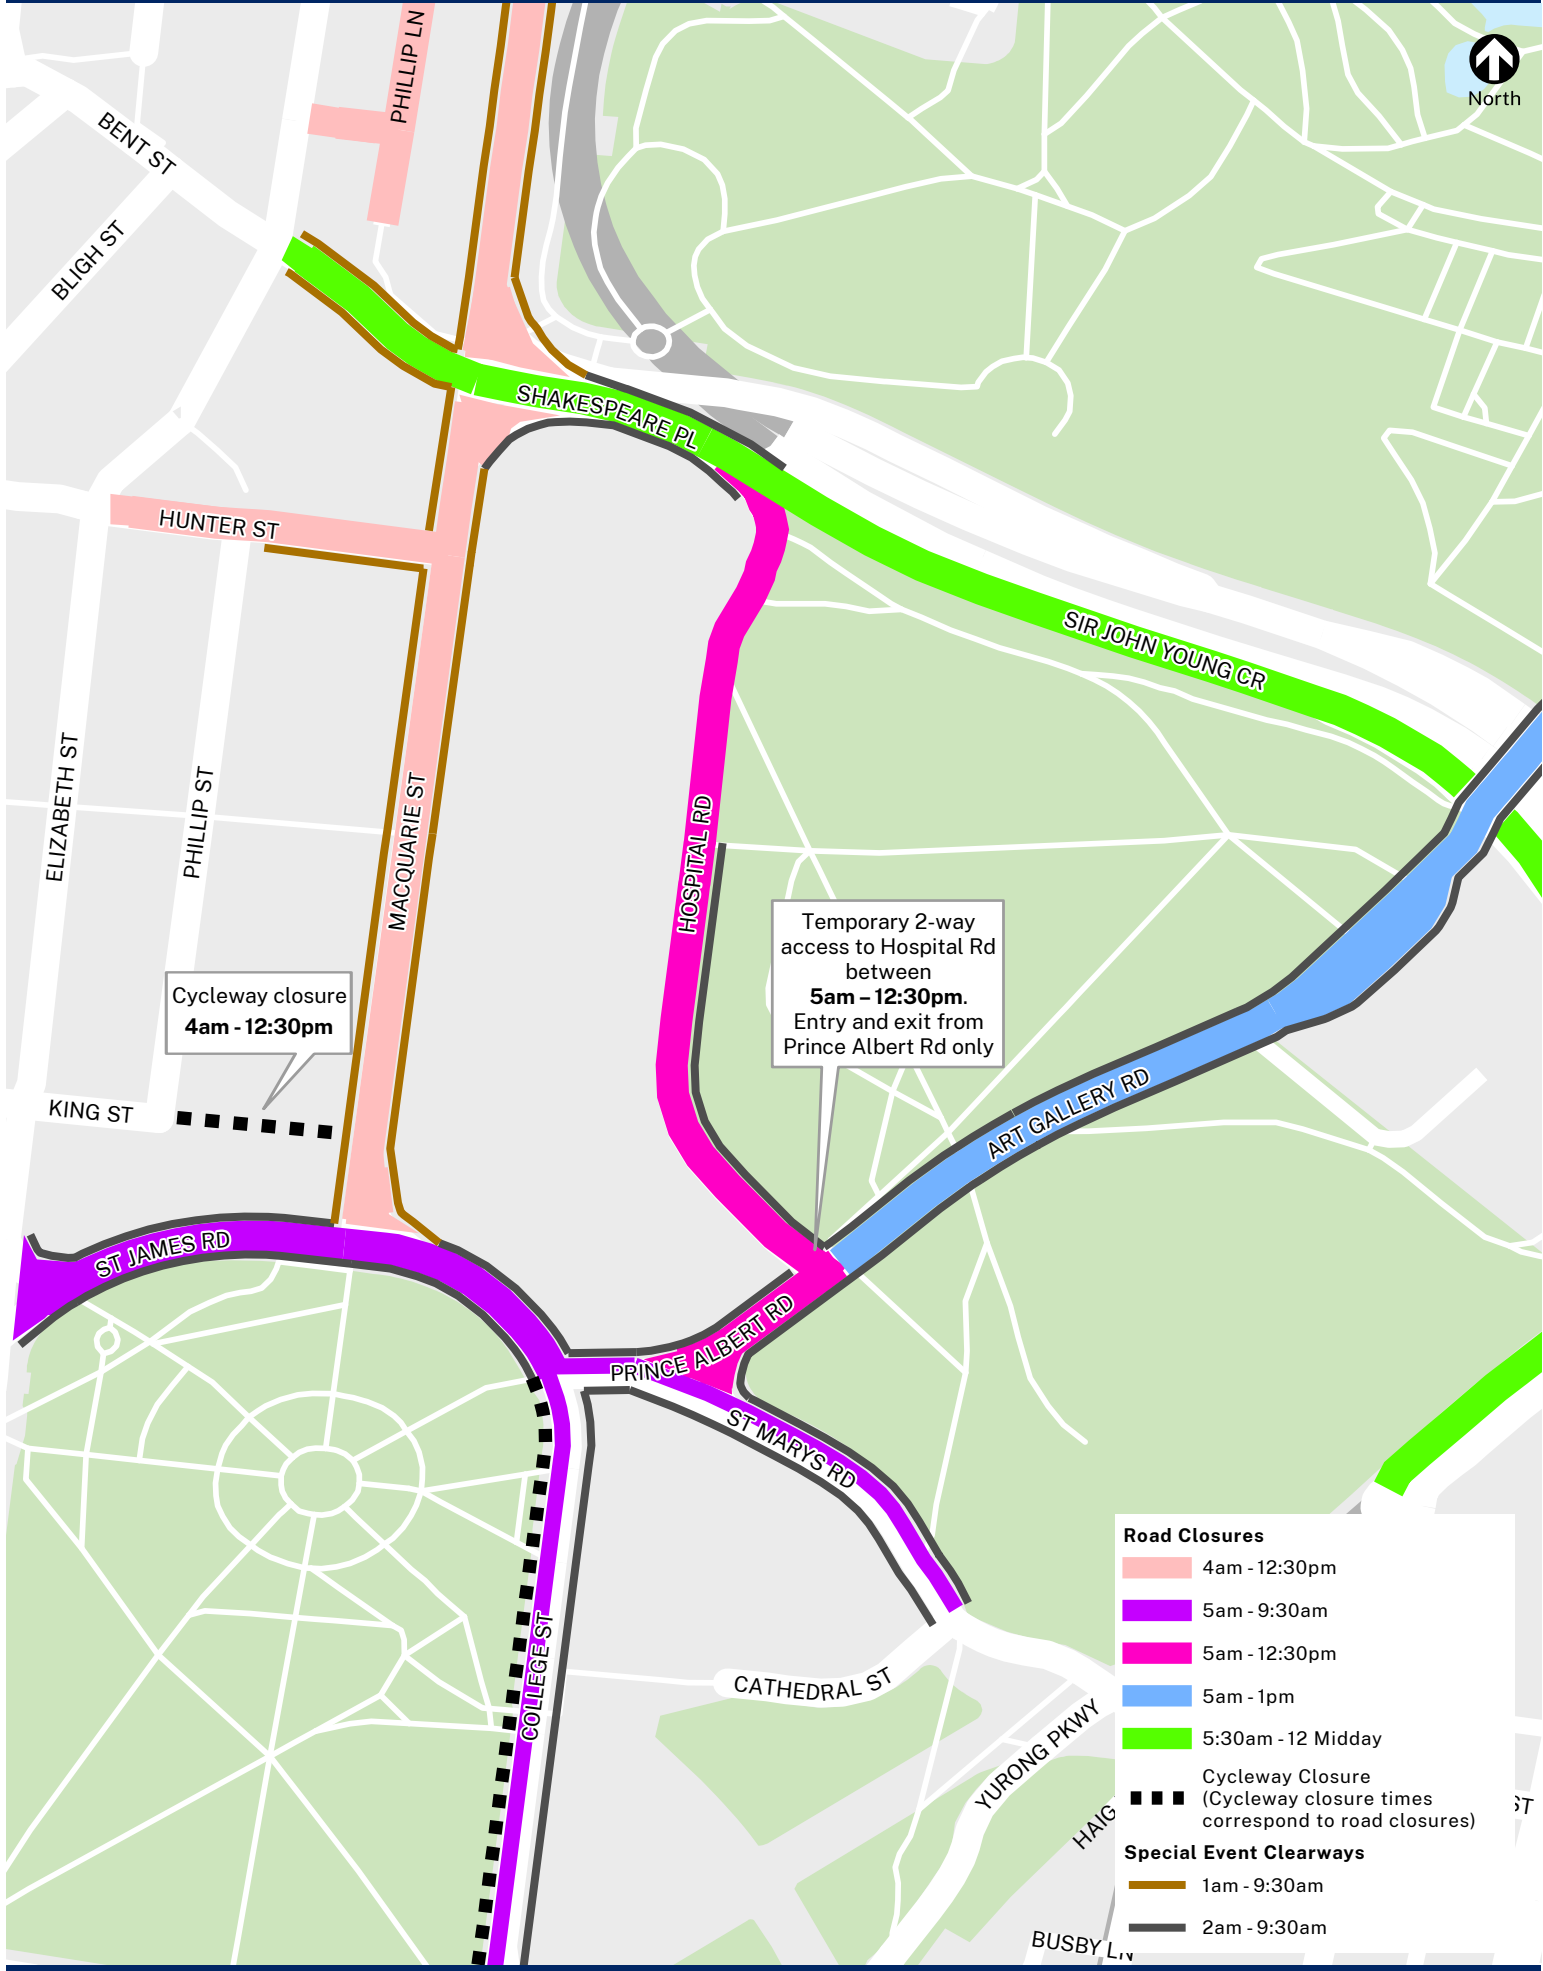 PHILLIP LN
North
BENT ST
BLIGH ST
SHAKESPEARE PL
HUNTER ST
SIR JOHN YOUNG CR
ELIZABETH ST
PHILLIP ST
MACQUARIE ST
HOSPITAL RD
Temporary 2-way
access to Hospital Rd
between
5am – 12:30pm.
Entry and exit from
Prince Albert Rd only
Cycleway closure
4am - 12:30pm
KING ST
ART GALLERY RD
ST JAMES RD
PRINCE ALBERT RD
ST MARYS RD
COLLEGE ST
CATHEDRAL ST
YURONG PKWY
HAIG
ST
BUSBY LN
Road Closures
4am - 12:30pm
5am - 9:30am
5am - 12:30pm
5am - 1pm
5:30am - 12 Midday
Cycleway Closure
(Cycleway closure times
correspond to road closures)
Special Event Clearways
1am - 9:30am
2am - 9:30am